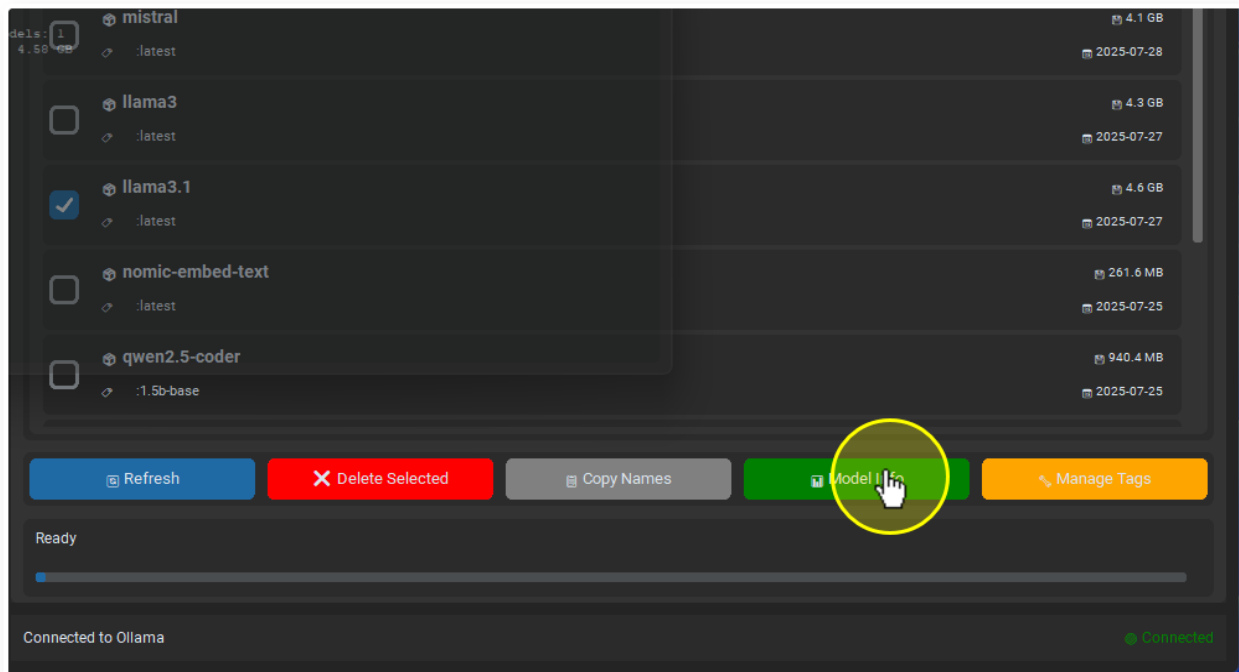 mistral
4.1 GB
dels: 1
4.58 GB
:latest
2025-07-28
llama3
4.3 GB
:latest
2025-07-27
llama3.1
4.6 GB
:latest
2025-07-27
nomic-embed-text
261.6 MB
:latest
2025-07-25
qwen2.5-coder
940.4 MB
:1.5b-base
2025-07-25
Refresh
Delete Selected
Copy Names
Model Info
Manage Tags
Ready
Connected to Ollama
Connected